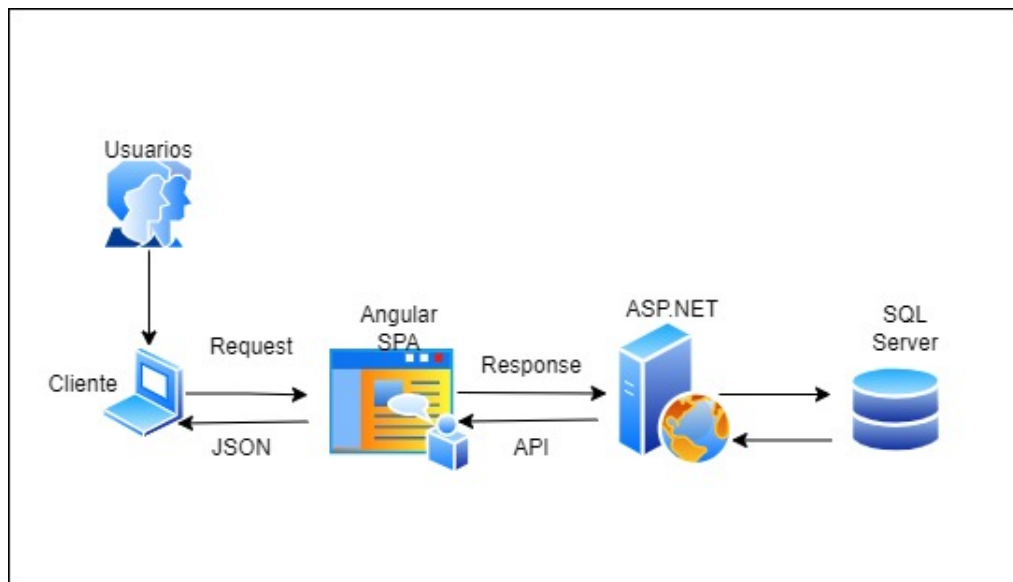 Usuarios
Cliente
Request
JSON
Angular
SPA
Response
API
ASP.NET
SQL
Server